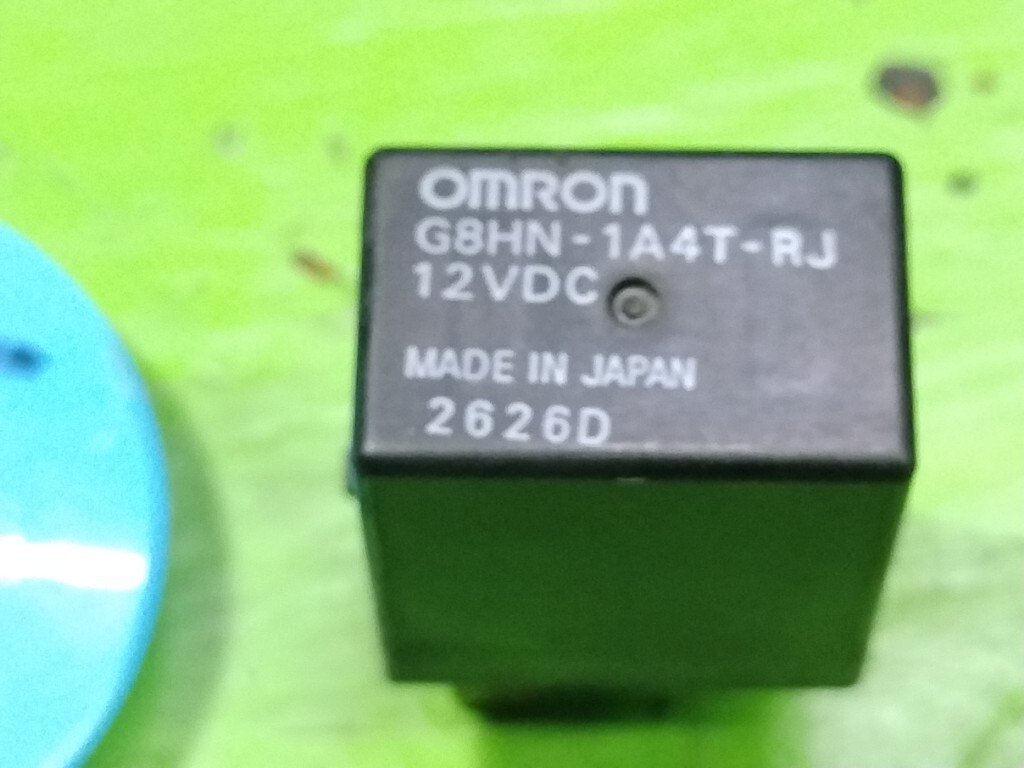 OMRON
G8HN-1A4T-RJ
12VDC
MADE IN JAPAN
2626D